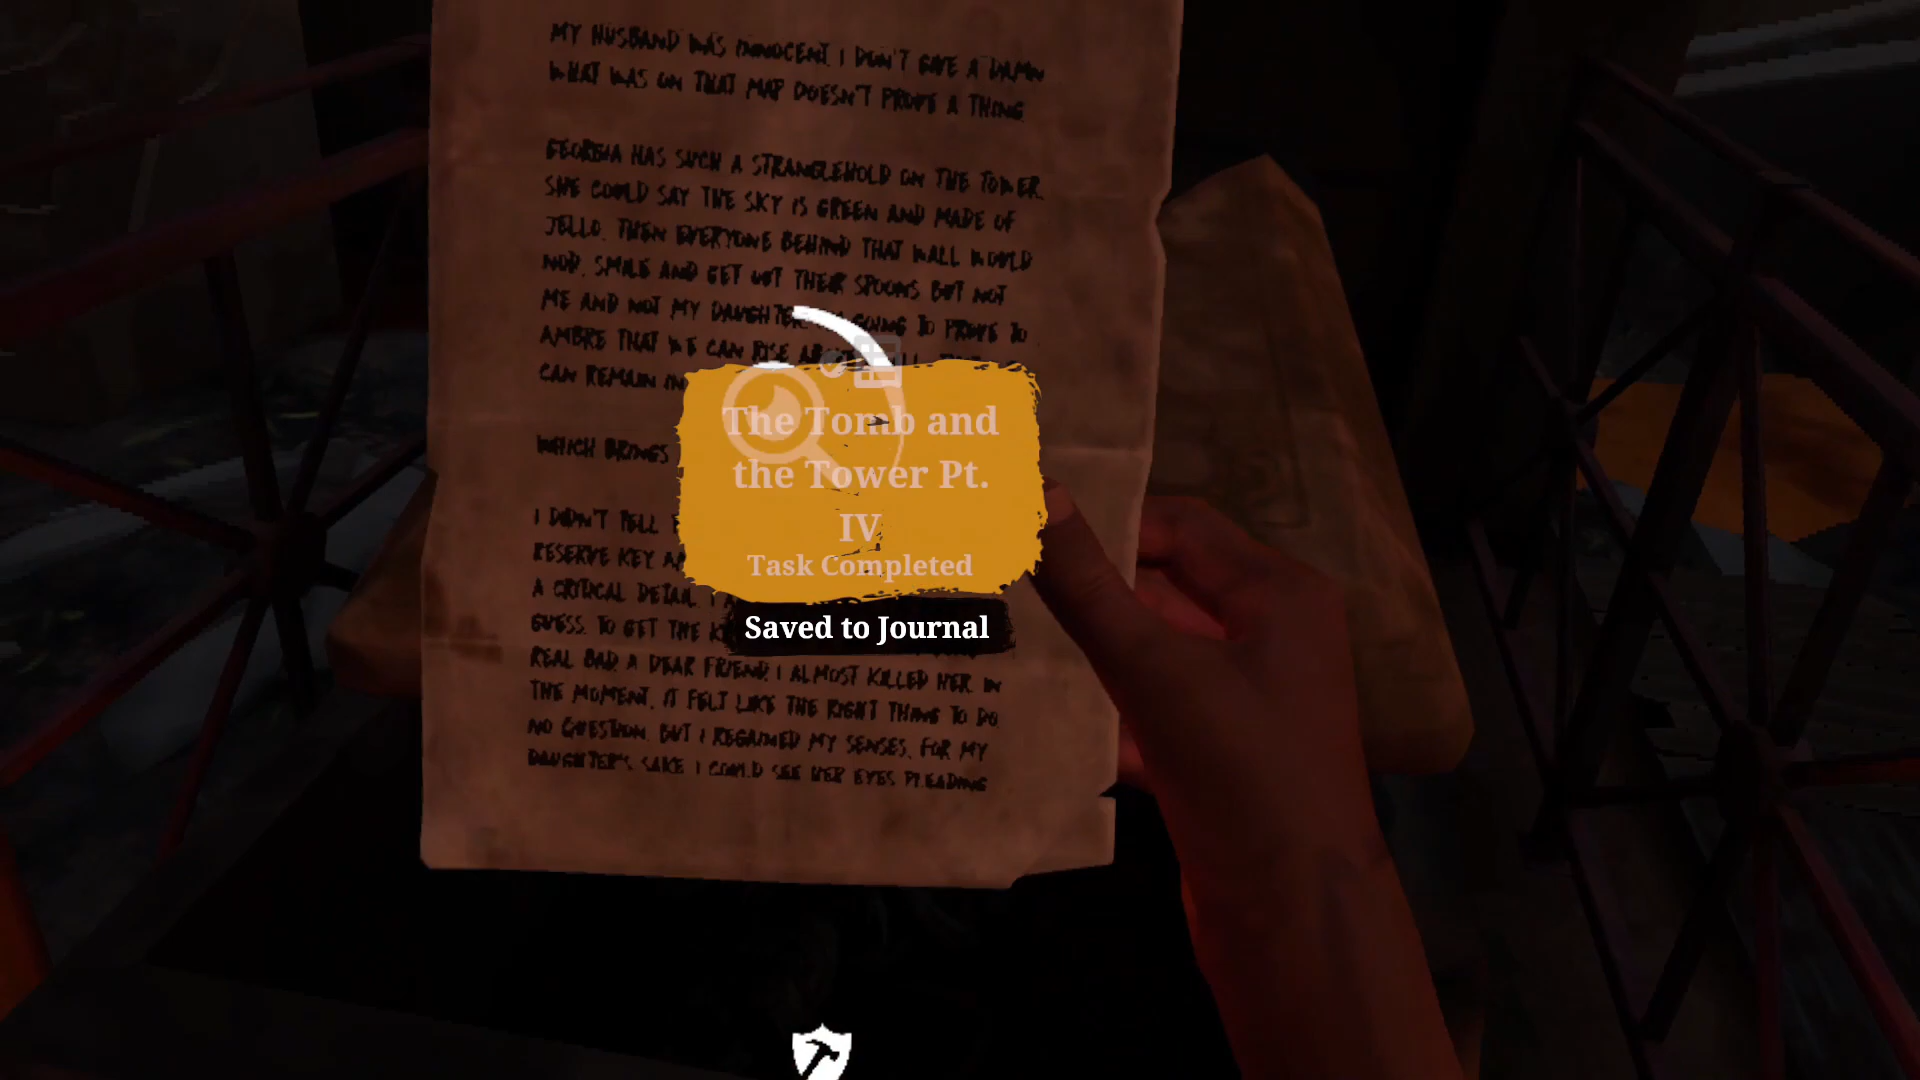 MY HUSBAND WAS INNOCENT. I DON'T GIVE A DAMN
WHAT WAS ON THAT MAP DOESN'T PROVE A THING
GEORGIA HAS SUCH A STRANGLEHOLD ON THE TOWER.
SHE COULD SAY THE SKY IS GREEN AND MADE OF
JELLO. THEN EVERYONE BEHIND THAT WALL WOULD
NOD, SMILE AND GET OUT THEIR SPOONS BUT NOT
ME AND NOT MY DAUGHTER. GOING TO PROVE TO
AMBRE THAT WE CAN RISE
CAN REMAIN
WHICH BRINGS
I DIDN'T TELL
RESERVE KEY
A CRITICAL DETAIL. I
GUESS. TO GET THE
REAL BAD. A DEAR FRIEND. I ALMOST KILLED HER. IN
THE MOMENT, IT FELT LIKE THE RIGHT THING TO DO
NO QUESTION. BUT I REGAINED MY SENSES. FOR MY
DAUGHTER'S SAKE I COULD SEE HER EYES PLEADING
The Tomb and
the Tower Pt.
IV
Task Completed
Saved to Journal